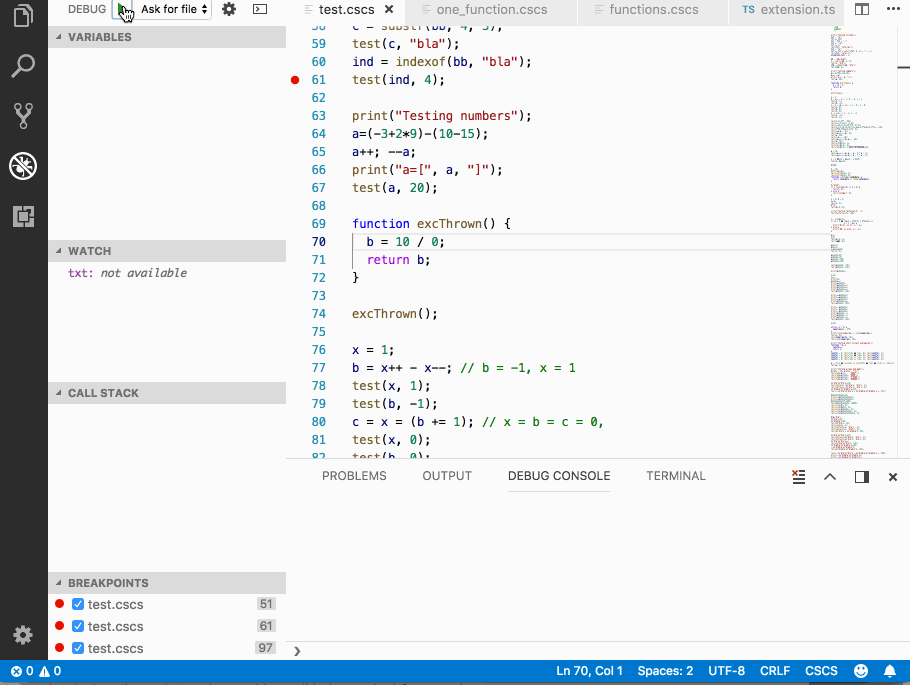 DEBUG Ask for file
test.cscs one_function.cscs functions.cscs TS extension.ts
VARIABLES
WATCH
txt: not available
CALL STACK
BREAKPOINTS
test.cscs 51
test.cscs 61
test.cscs 97
58 c = substr(bb, 4, 3);
59 test(c, "bla");
60 ind = indexof(bb, "bla");
61 test(ind, 4);
62
63 print("Testing numbers");
64 a=(-3+2*9)-(10-15);
65 a++; --a;
66 print("a=[", a, "]");
67 test(a, 20);
68
69 function excThrown() {
70 b = 10 / 0;
71 return b;
72 }
73
74 excThrown();
75
76 x = 1;
77 b = x++ - x--; // b = -1, x = 1
78 test(x, 1);
79 test(b, -1);
80 c = x = (b += 1); // x = b = c = 0,
81 test(x, 0);
82 test(b, 0);
PROBLEMS OUTPUT DEBUG CONSOLE TERMINAL
0 0 Ln 70, Col 1 Spaces: 2 UTF-8 CRLF CSCS